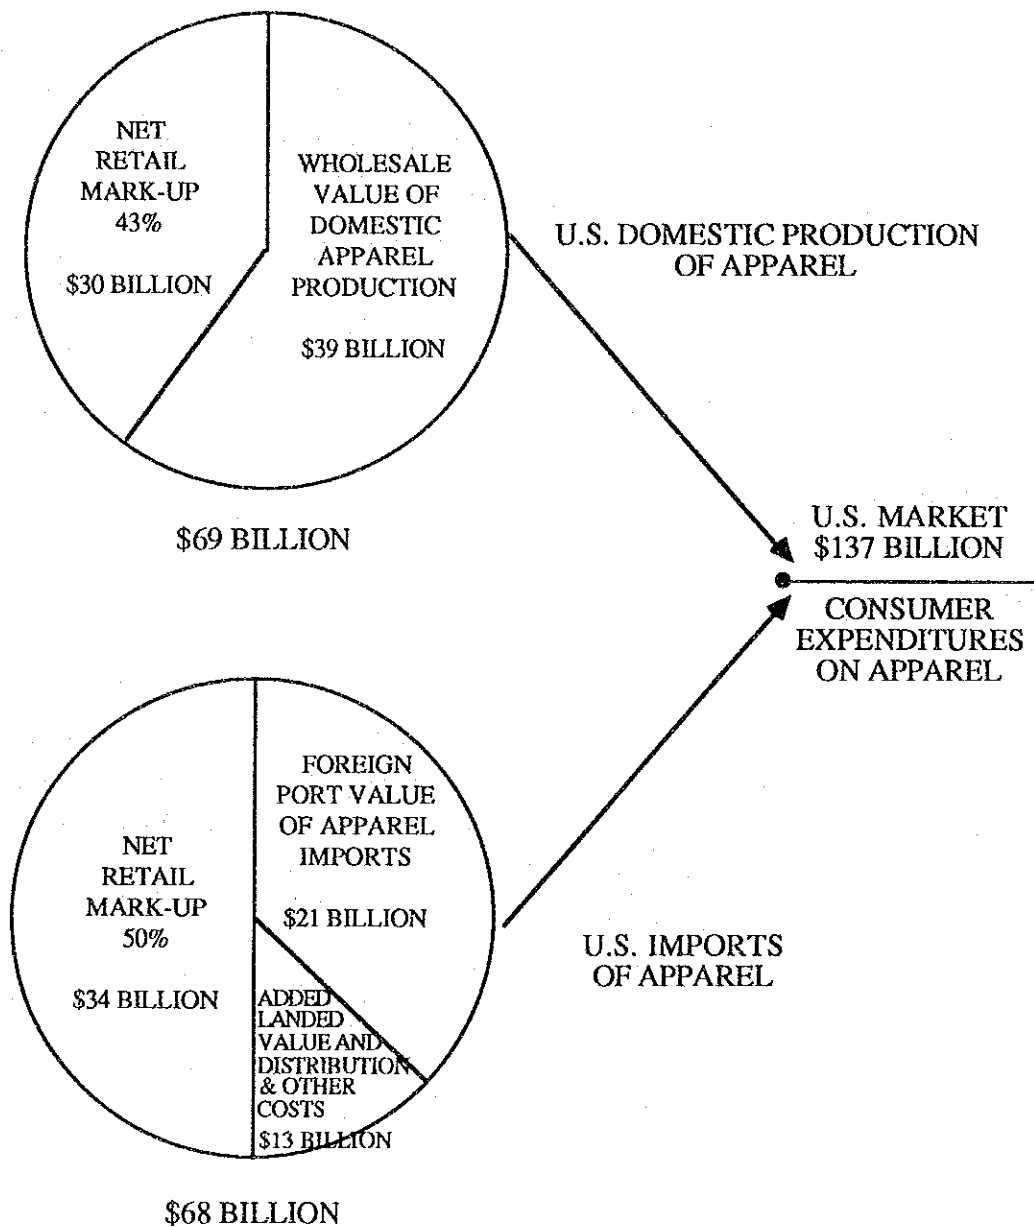 NET
RETAIL
MARK-UP
43%
$30 BILLION
WHOLESALE
VALUE OF
DOMESTIC
APPAREL
PRODUCTION
$39 BILLION
$69 BILLION
U.S. DOMESTIC PRODUCTION
OF APPAREL
U.S. MARKET
$137 BILLION
CONSUMER
EXPENDITURES
ON APPAREL
NET
RETAIL
MARK-UP
50%
$34 BILLION
FOREIGN
PORT VALUE
OF APPAREL
IMPORTS
$21 BILLION
ADDED
LANDED
VALUE AND
DISTRIBUTION
& OTHER
COSTS
$13 BILLION
$68 BILLION
U.S. IMPORTS
OF APPAREL